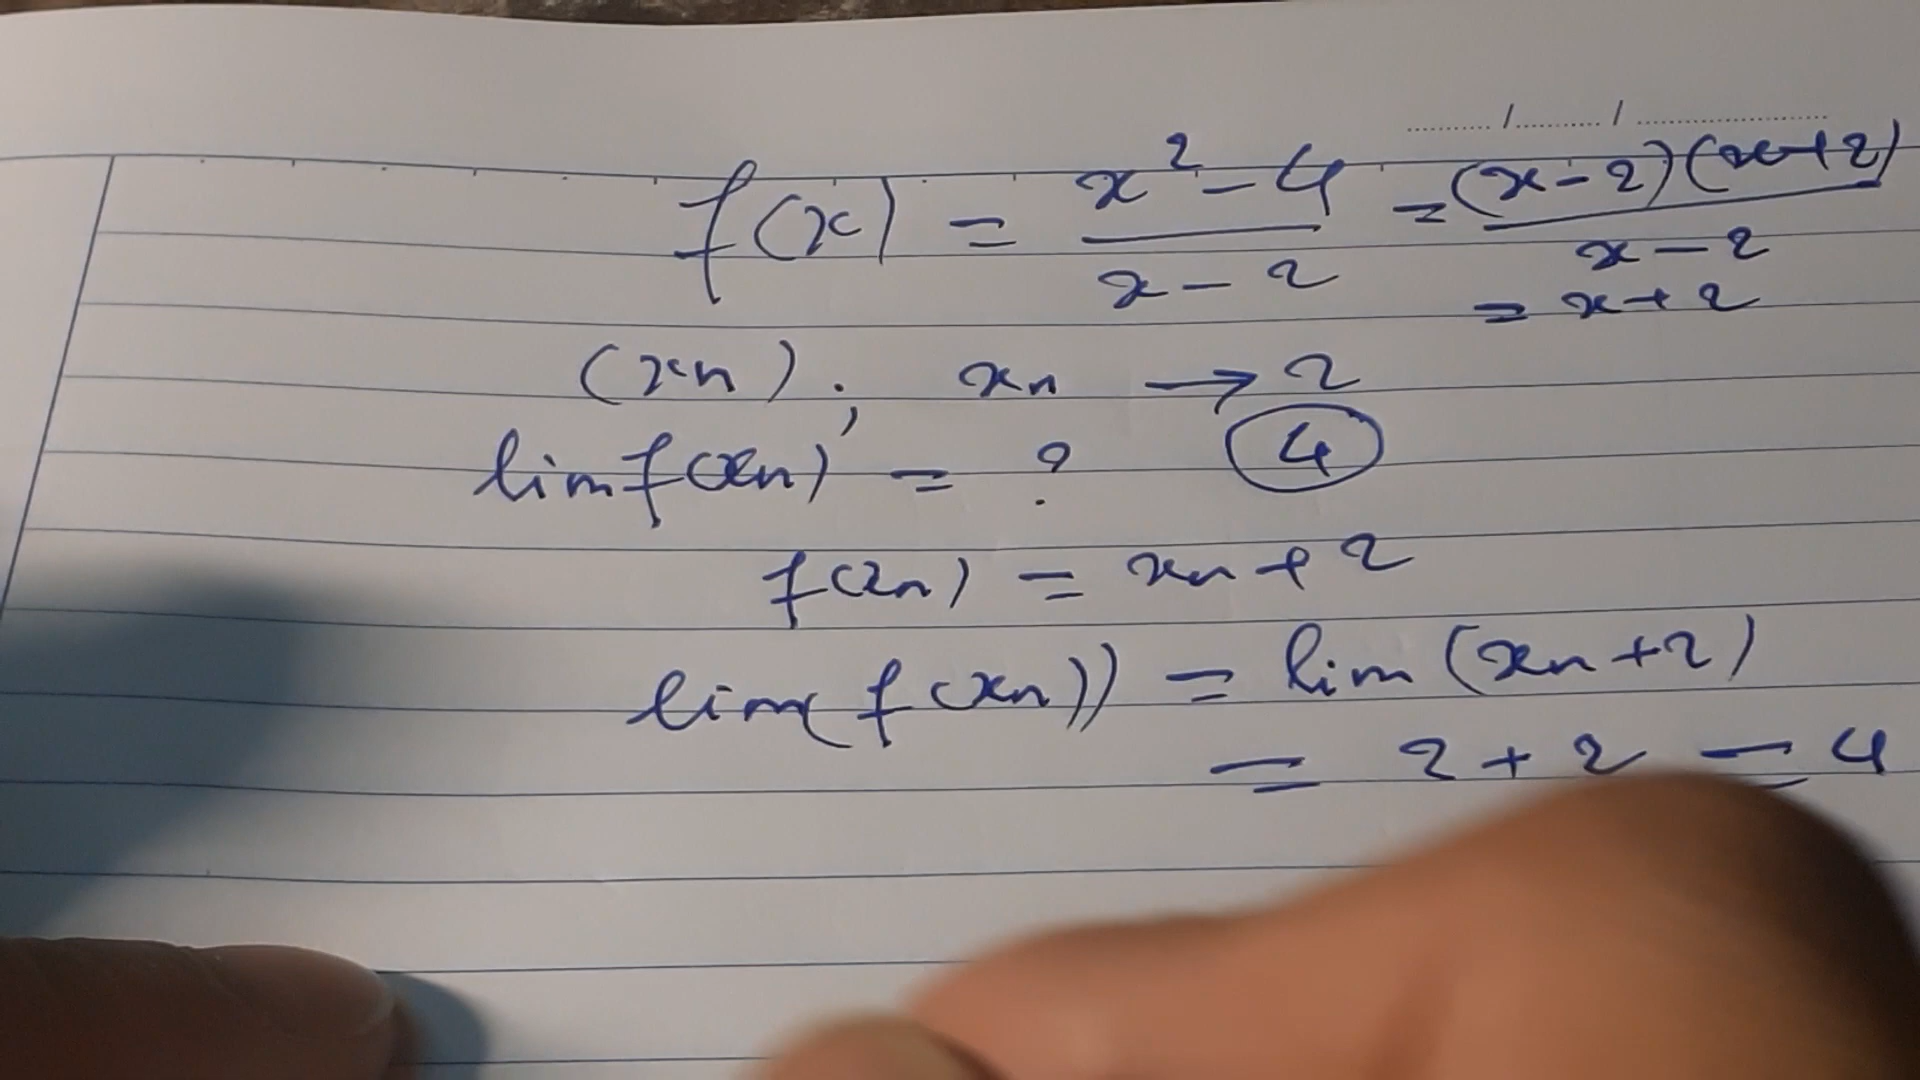 f(x) = x² - 4 / x - 2 = (x - 2)(x + 2) / x - 2
= x + 2
(xn); xn → 2
lim f(xn) = ? 4
f(xn) = xn + 2
lim(f(xn)) = lim (xn + 2)
= 2 + 2 = 4